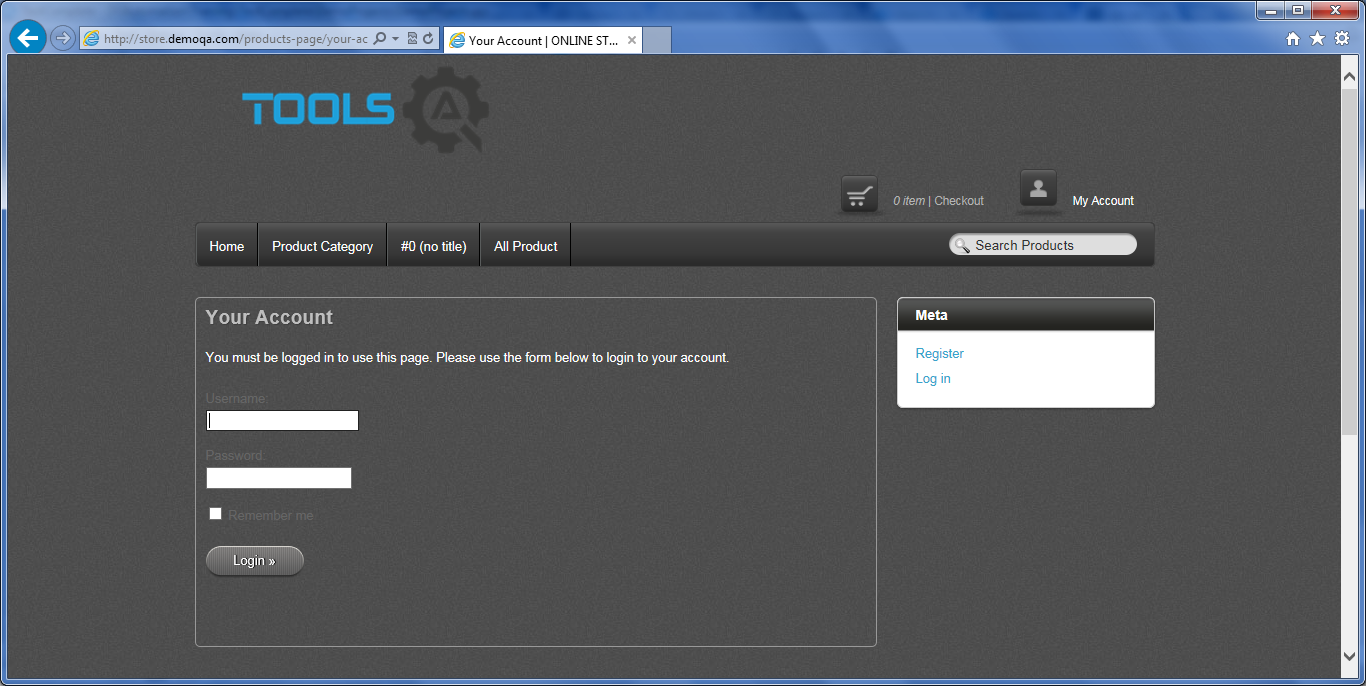 http://store.demoqa.com/products-page/your-ac
Your Account | ONLINE ST...
TOOLS
0 item | Checkout
My Account
Home
Product Category
#0 (no title)
All Product
Search Products
Your Account
You must be logged in to use this page. Please use the form below to login to your account.
Username:
Password:
Remember me
Login »
Meta
Register
Log in